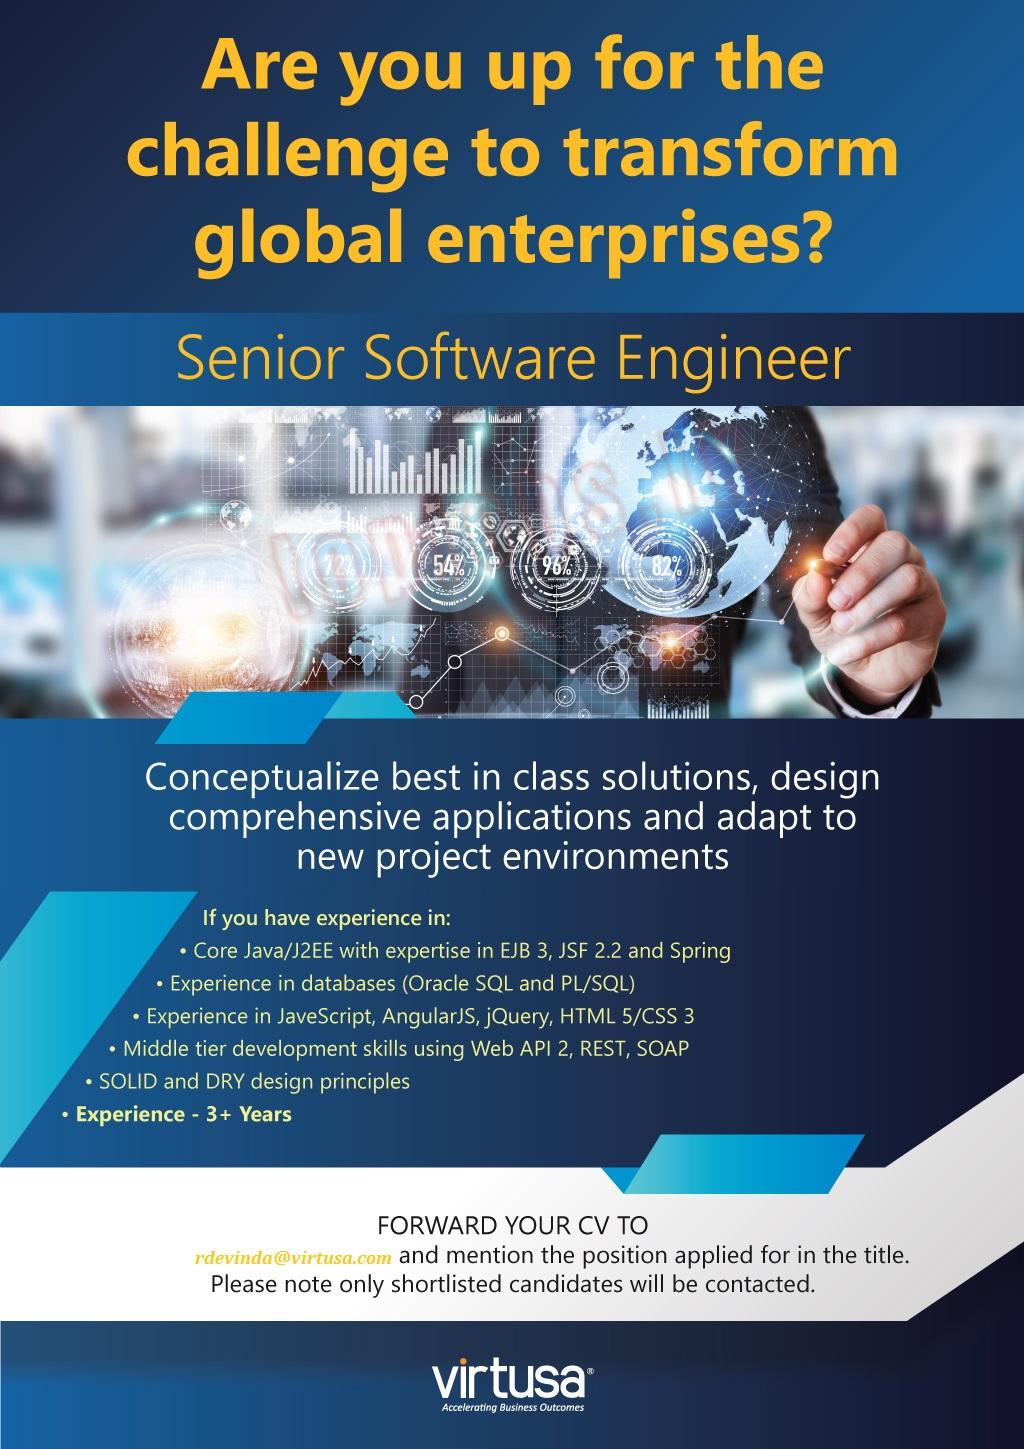 Are you up for the
challenge to transform
global enterprises?
Senior Software Engineer
72%
54%
96%
82%
Conceptualize best in class solutions, design
comprehensive applications and adapt to
new project environments
If you have experience in:
• Core Java/J2EE with expertise in EJB 3, JSF 2.2 and Spring
• Experience in databases (Oracle SQL and PL/SQL)
• Experience in JaveScript, AngularJS, jQuery, HTML 5/CSS 3
• Middle tier development skills using Web API 2, REST, SOAP
• SOLID and DRY design principles
• Experience - 3+ Years
FORWARD YOUR CV TO
rdevinda@virtusa.com and mention the position applied for in the title.
Please note only shortlisted candidates will be contacted.
virtusa®
Accelerating Business Outcomes